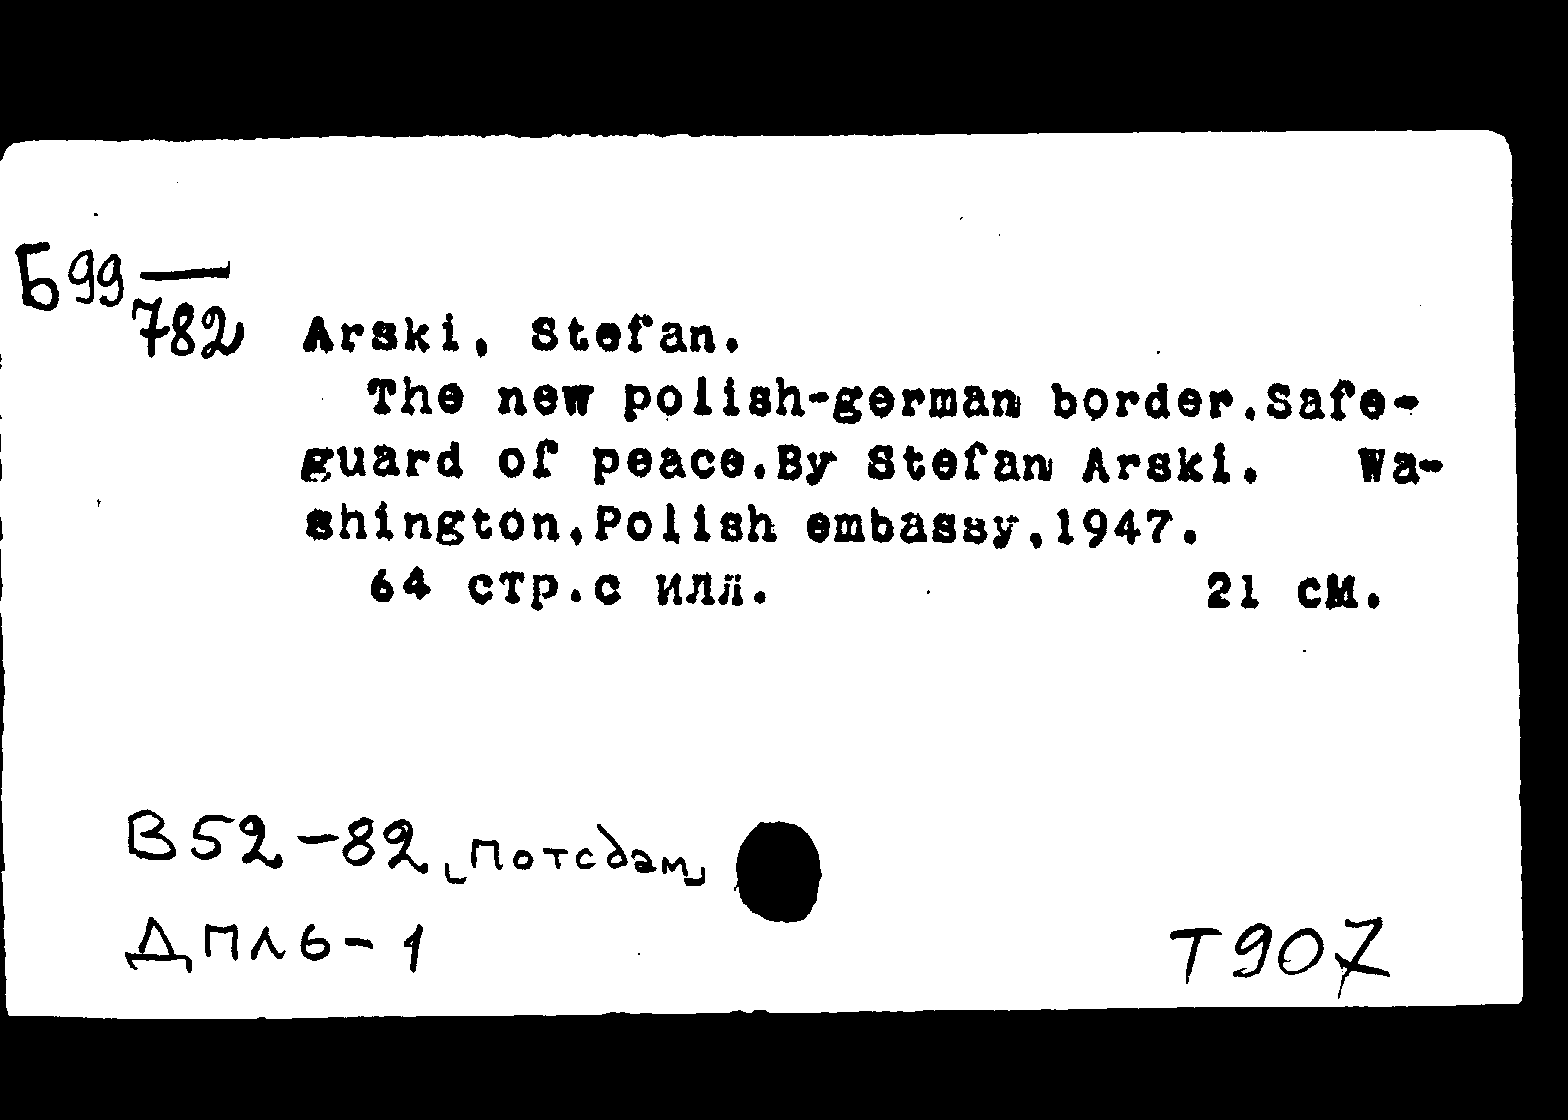 Б99
782
Arski, Stefan.
The new polish-german border.Safe-
guard of peace.By Stefan Arski. Wa-
shington,Polish embassy,1947.
64 стр.с илл. 21 см.
В52-82 [Потсдам]
ДПЛ6-1
Т907